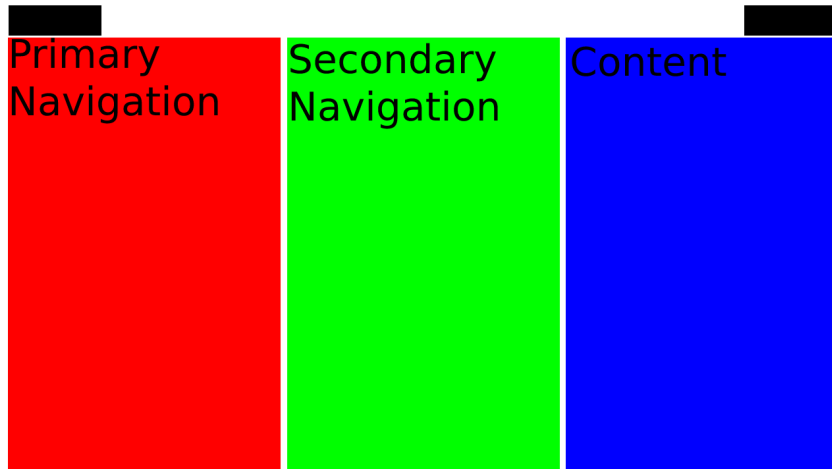 Primary
Navigation
Secondary
Navigation
Content